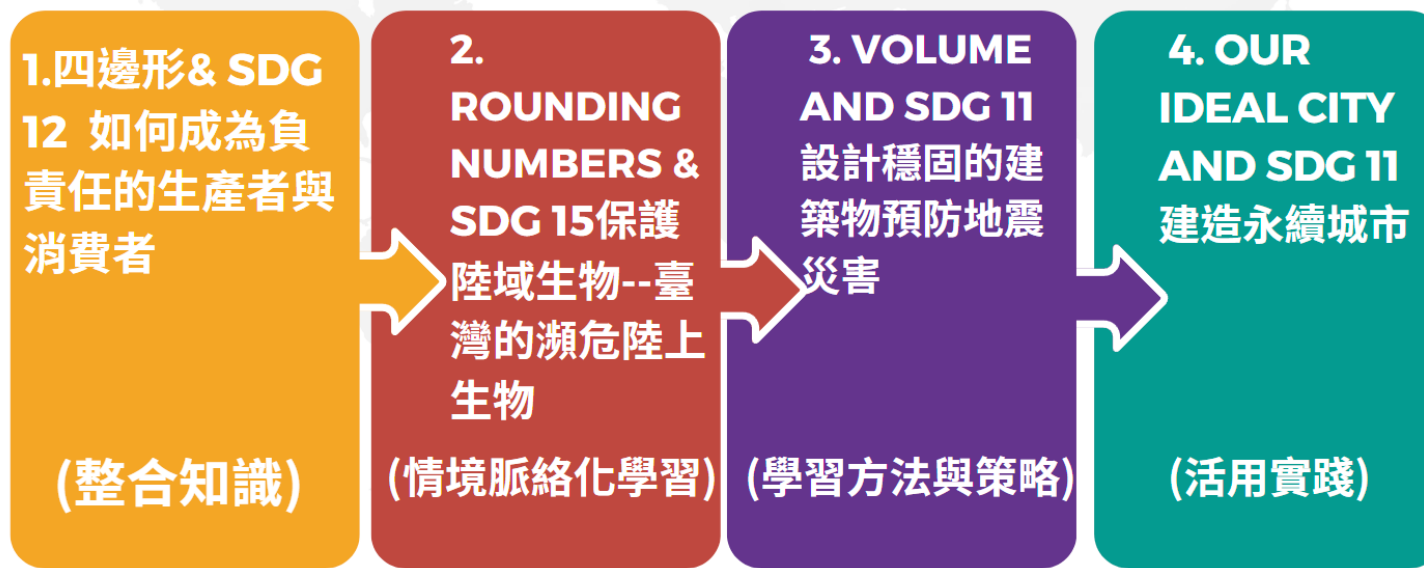 1.四邊形& SDG
12 如何成為負
責任的生產者與
消費者
(整合知識)
2.
ROUNDING
NUMBERS &
SDG 15保護
陸域生物--臺
灣的瀕危陸上
生物
(情境脈絡化學習)
3. VOLUME
AND SDG 11
設計穩固的建
築物預防地震
災害
(學習方法與策略)
4. OUR
IDEAL CITY
AND SDG 11
建造永續城市
(活用實踐)